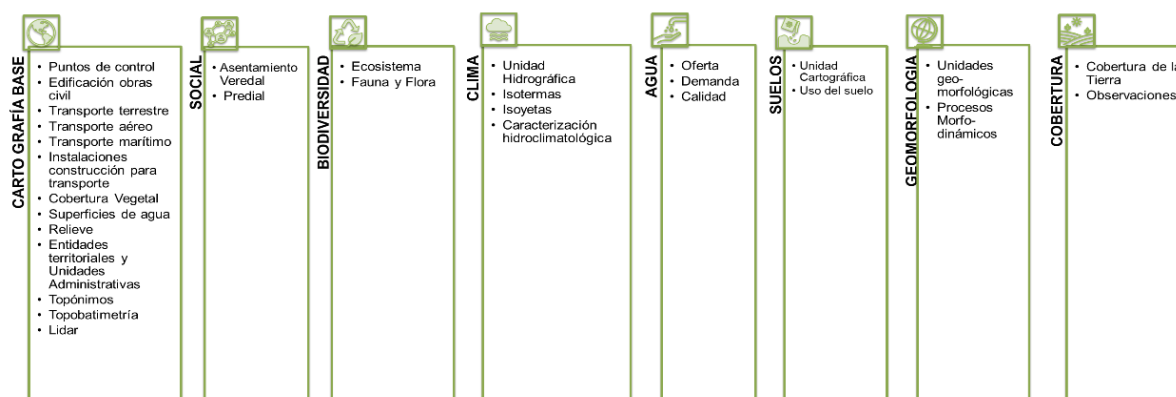 CARTO GRAFÍA BASE
• Puntos de control
• Edificación obras
civil
• Transporte terrestre
• Transporte aéreo
• Transporte marítimo
• Instalaciones
construcción para
transporte
• Cobertura Vegetal
• Superficies de agua
• Relieve
• Entidades
territoriales y
Unidades
Administrativas
• Topónimos
• Topobatimetría
• Lidar
SOCIAL
• Asentamiento
Veredal
• Predial
BIODIVERSIDAD
• Ecosistema
• Fauna y Flora
CLIMA
• Unidad
Hidrográfica
• Isotermas
• Isoyetas
• Caracterización
hidroclimatológica
AGUA
• Oferta
• Demanda
• Calidad
SUELOS
• Unidad
Cartográfica
• Uso del suelo
GEOMORFOLOGIA
• Unidades
geo-
morfológicas
• Procesos
Morfo-
dinámicos
COBERTURA
• Cobertura de la
Tierra
• Observaciones